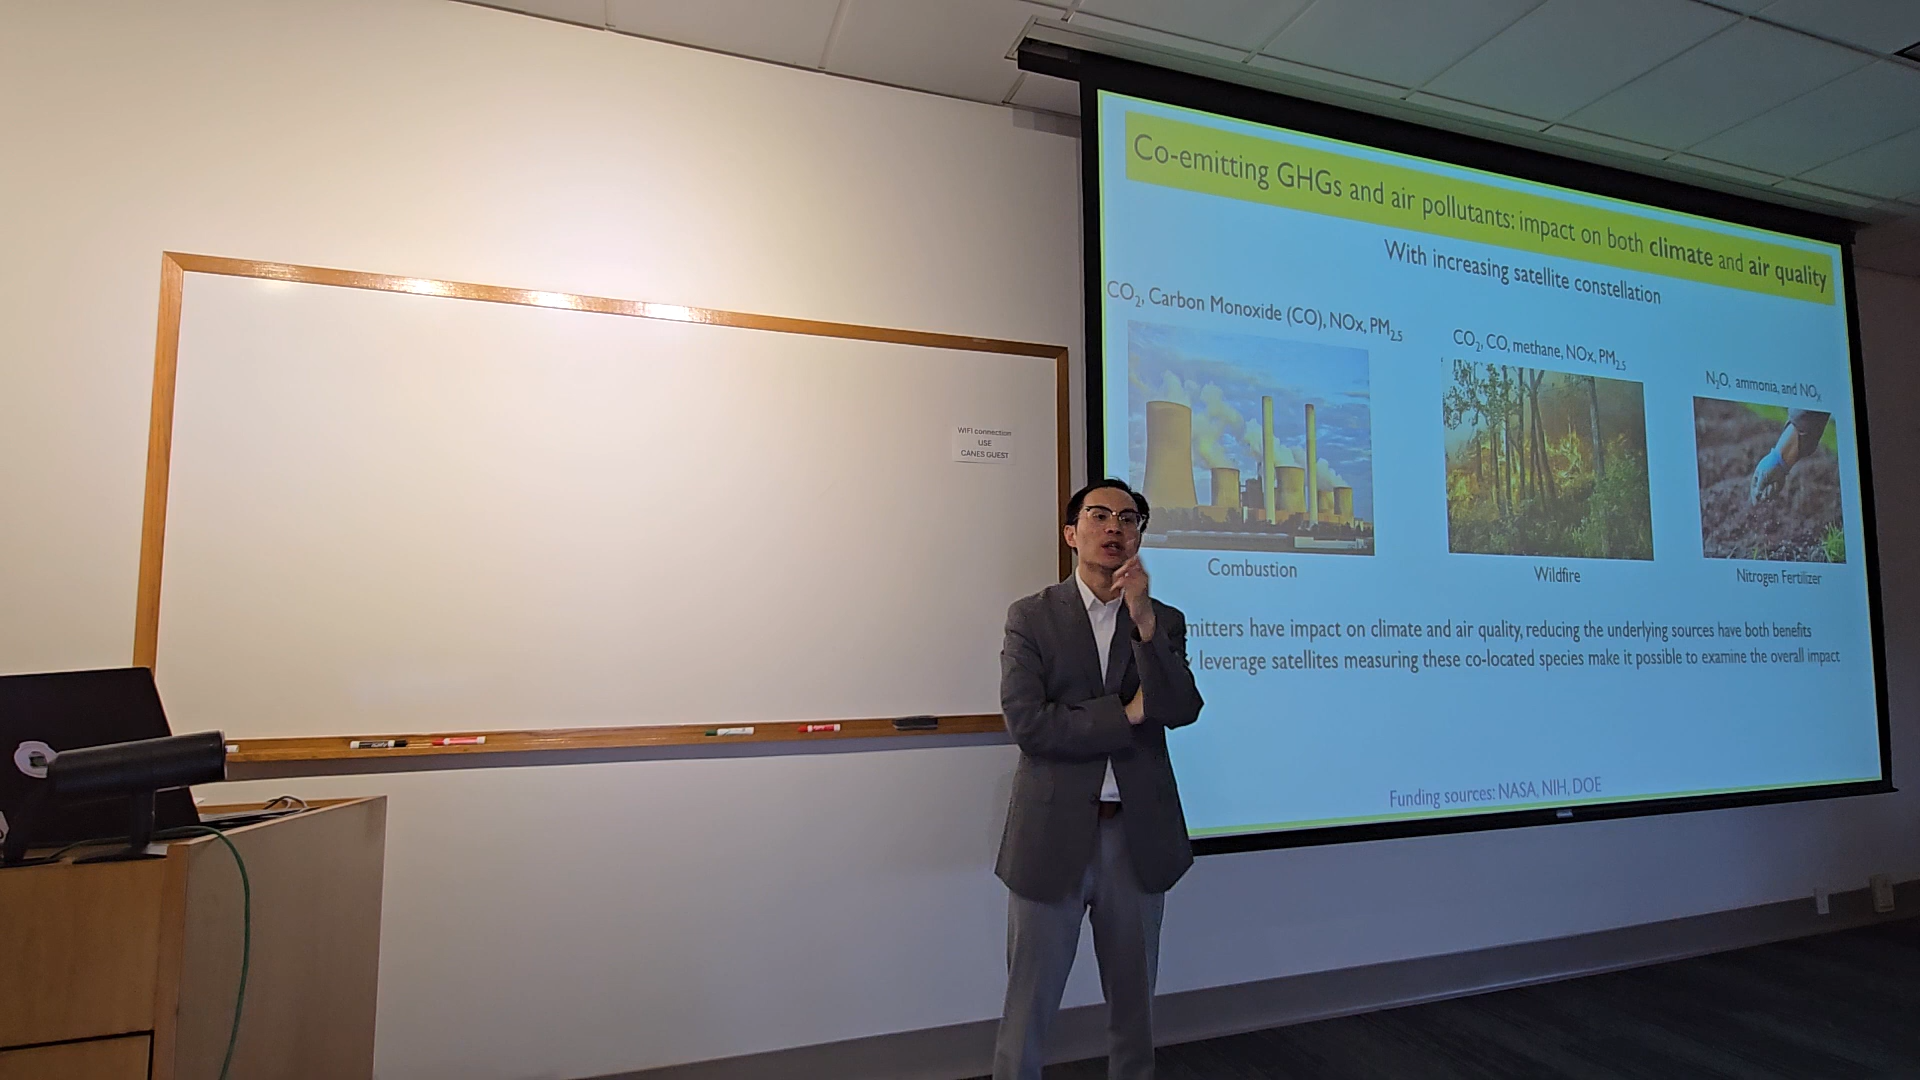 Co-emitting GHGs and air pollutants: impact on both climate and air quality
With increasing satellite constellation
CO₂, Carbon Monoxide (CO), NOx, PM₂.₅
CO₂, CO, methane, NOx, PM₂.₅
N₂O, ammonia, and NOₓ
Combustion
Wildfire
Nitrogen Fertilizer
mitters have impact on climate and air quality, reducing the underlying sources have both benefits
leverage satellites measuring these co-located species make it possible to examine the overall impact
Funding sources: NASA, NIH, DOE
WIFI connection
USE
CANES GUEST